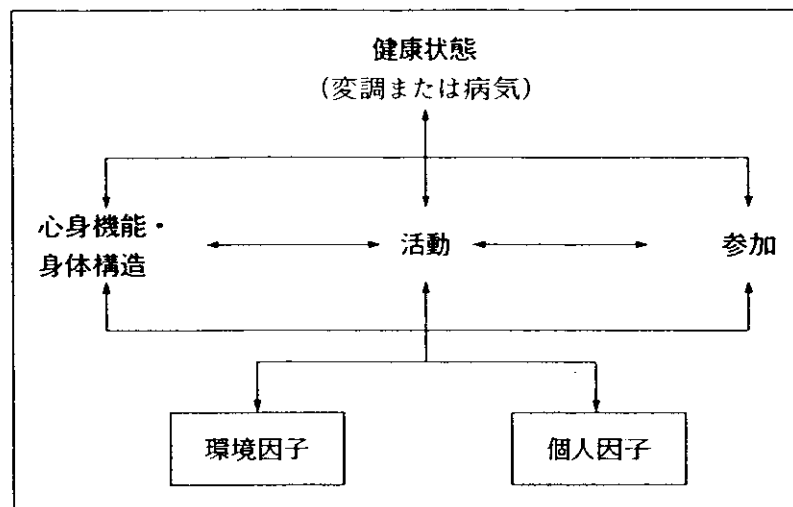 健康状態
(変調または病気)
心身機能・
身体構造
活動
参加
環境因子
個人因子